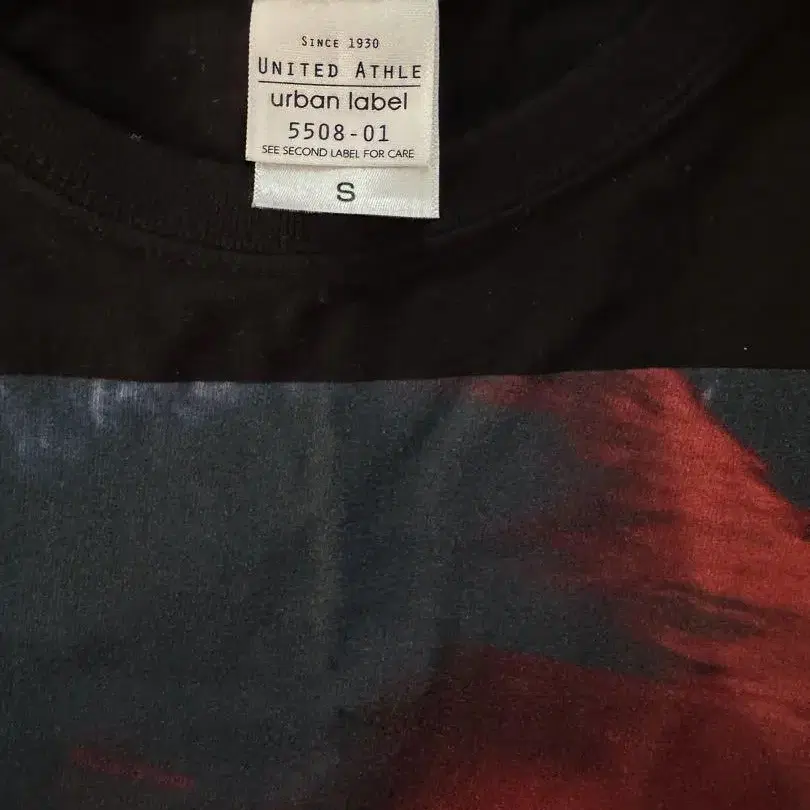 SINCE 1930
UNITED ATHLE
urban label
5508-01
SEE SECOND LABEL FOR CARE
S